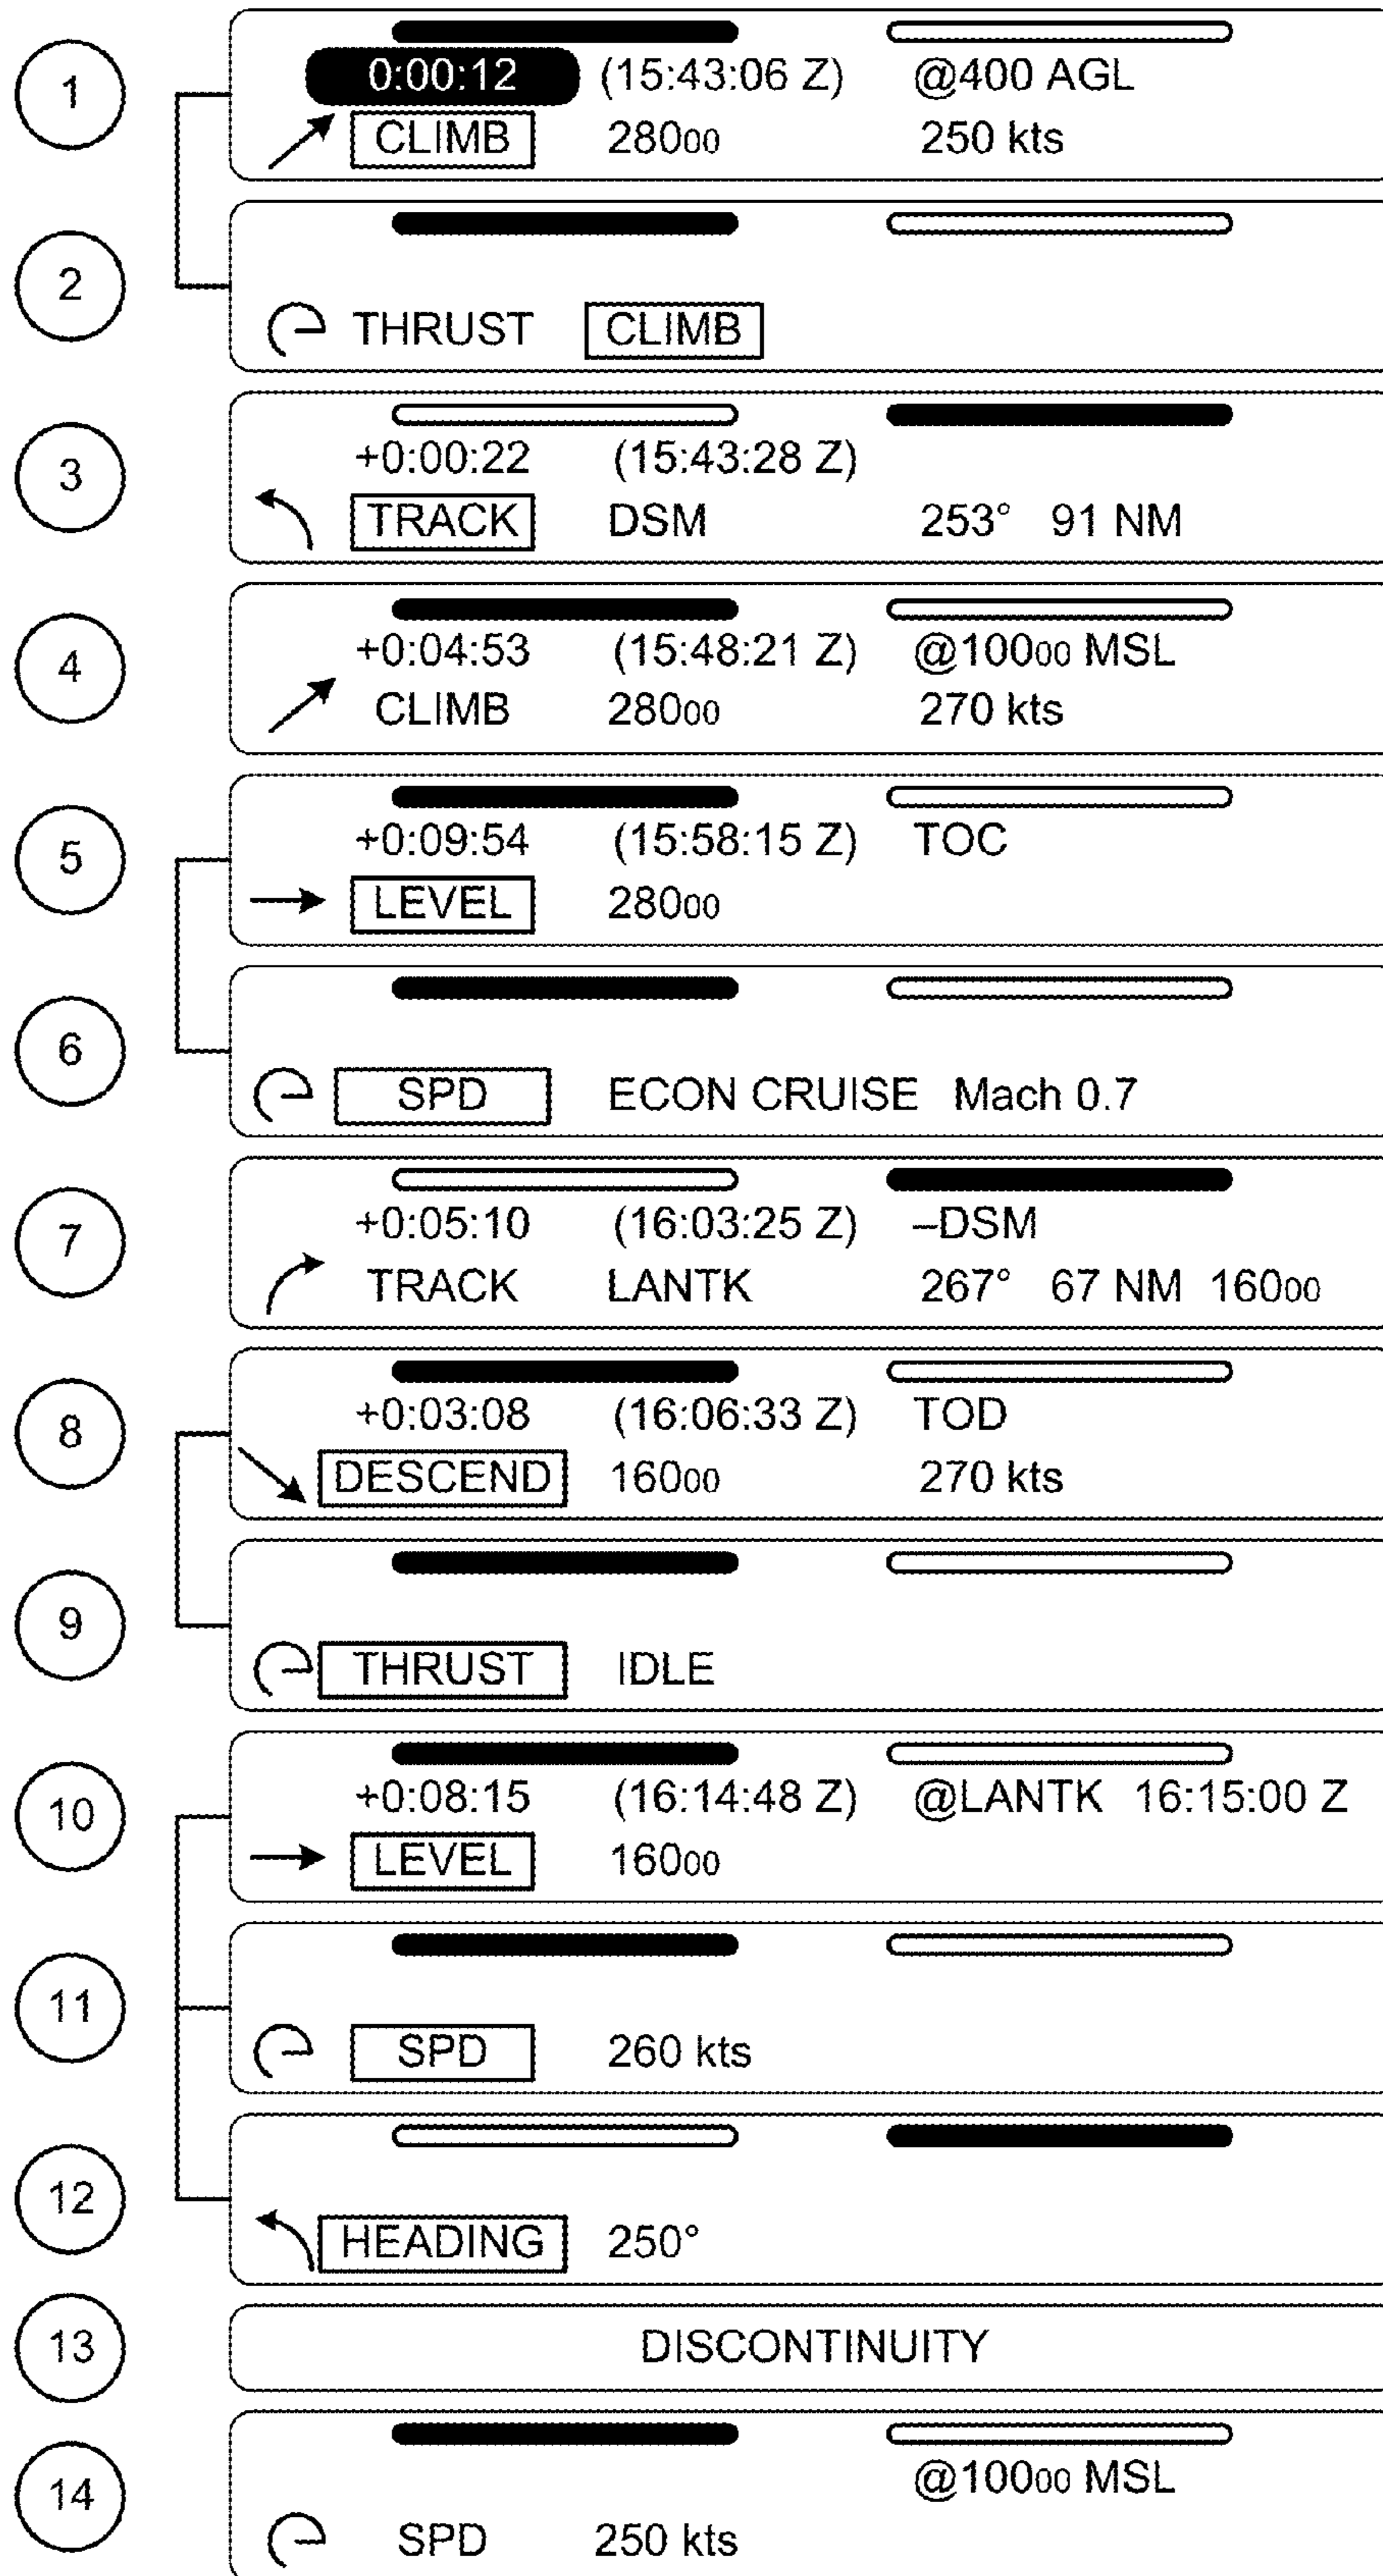 1
0:00:12 (15:43:06 Z) @400 AGL
CLIMB 28000 250 kts
2
THRUST CLIMB
3
+0:00:22 (15:43:28 Z)
TRACK DSM 253° 91 NM
4
+0:04:53 (15:48:21 Z) @10000 MSL
CLIMB 28000 270 kts
5
+0:09:54 (15:58:15 Z) TOC
LEVEL 28000
6
SPD ECON CRUISE Mach 0.7
7
+0:05:10 (16:03:25 Z) –DSM
TRACK LANTK 267° 67 NM 16000
8
+0:03:08 (16:06:33 Z) TOD
DESCEND 16000 270 kts
9
THRUST IDLE
10
+0:08:15 (16:14:48 Z) @LANTK 16:15:00 Z
LEVEL 16000
11
SPD 260 kts
12
HEADING 250°
13
DISCONTINUITY
14
@10000 MSL
SPD 250 kts